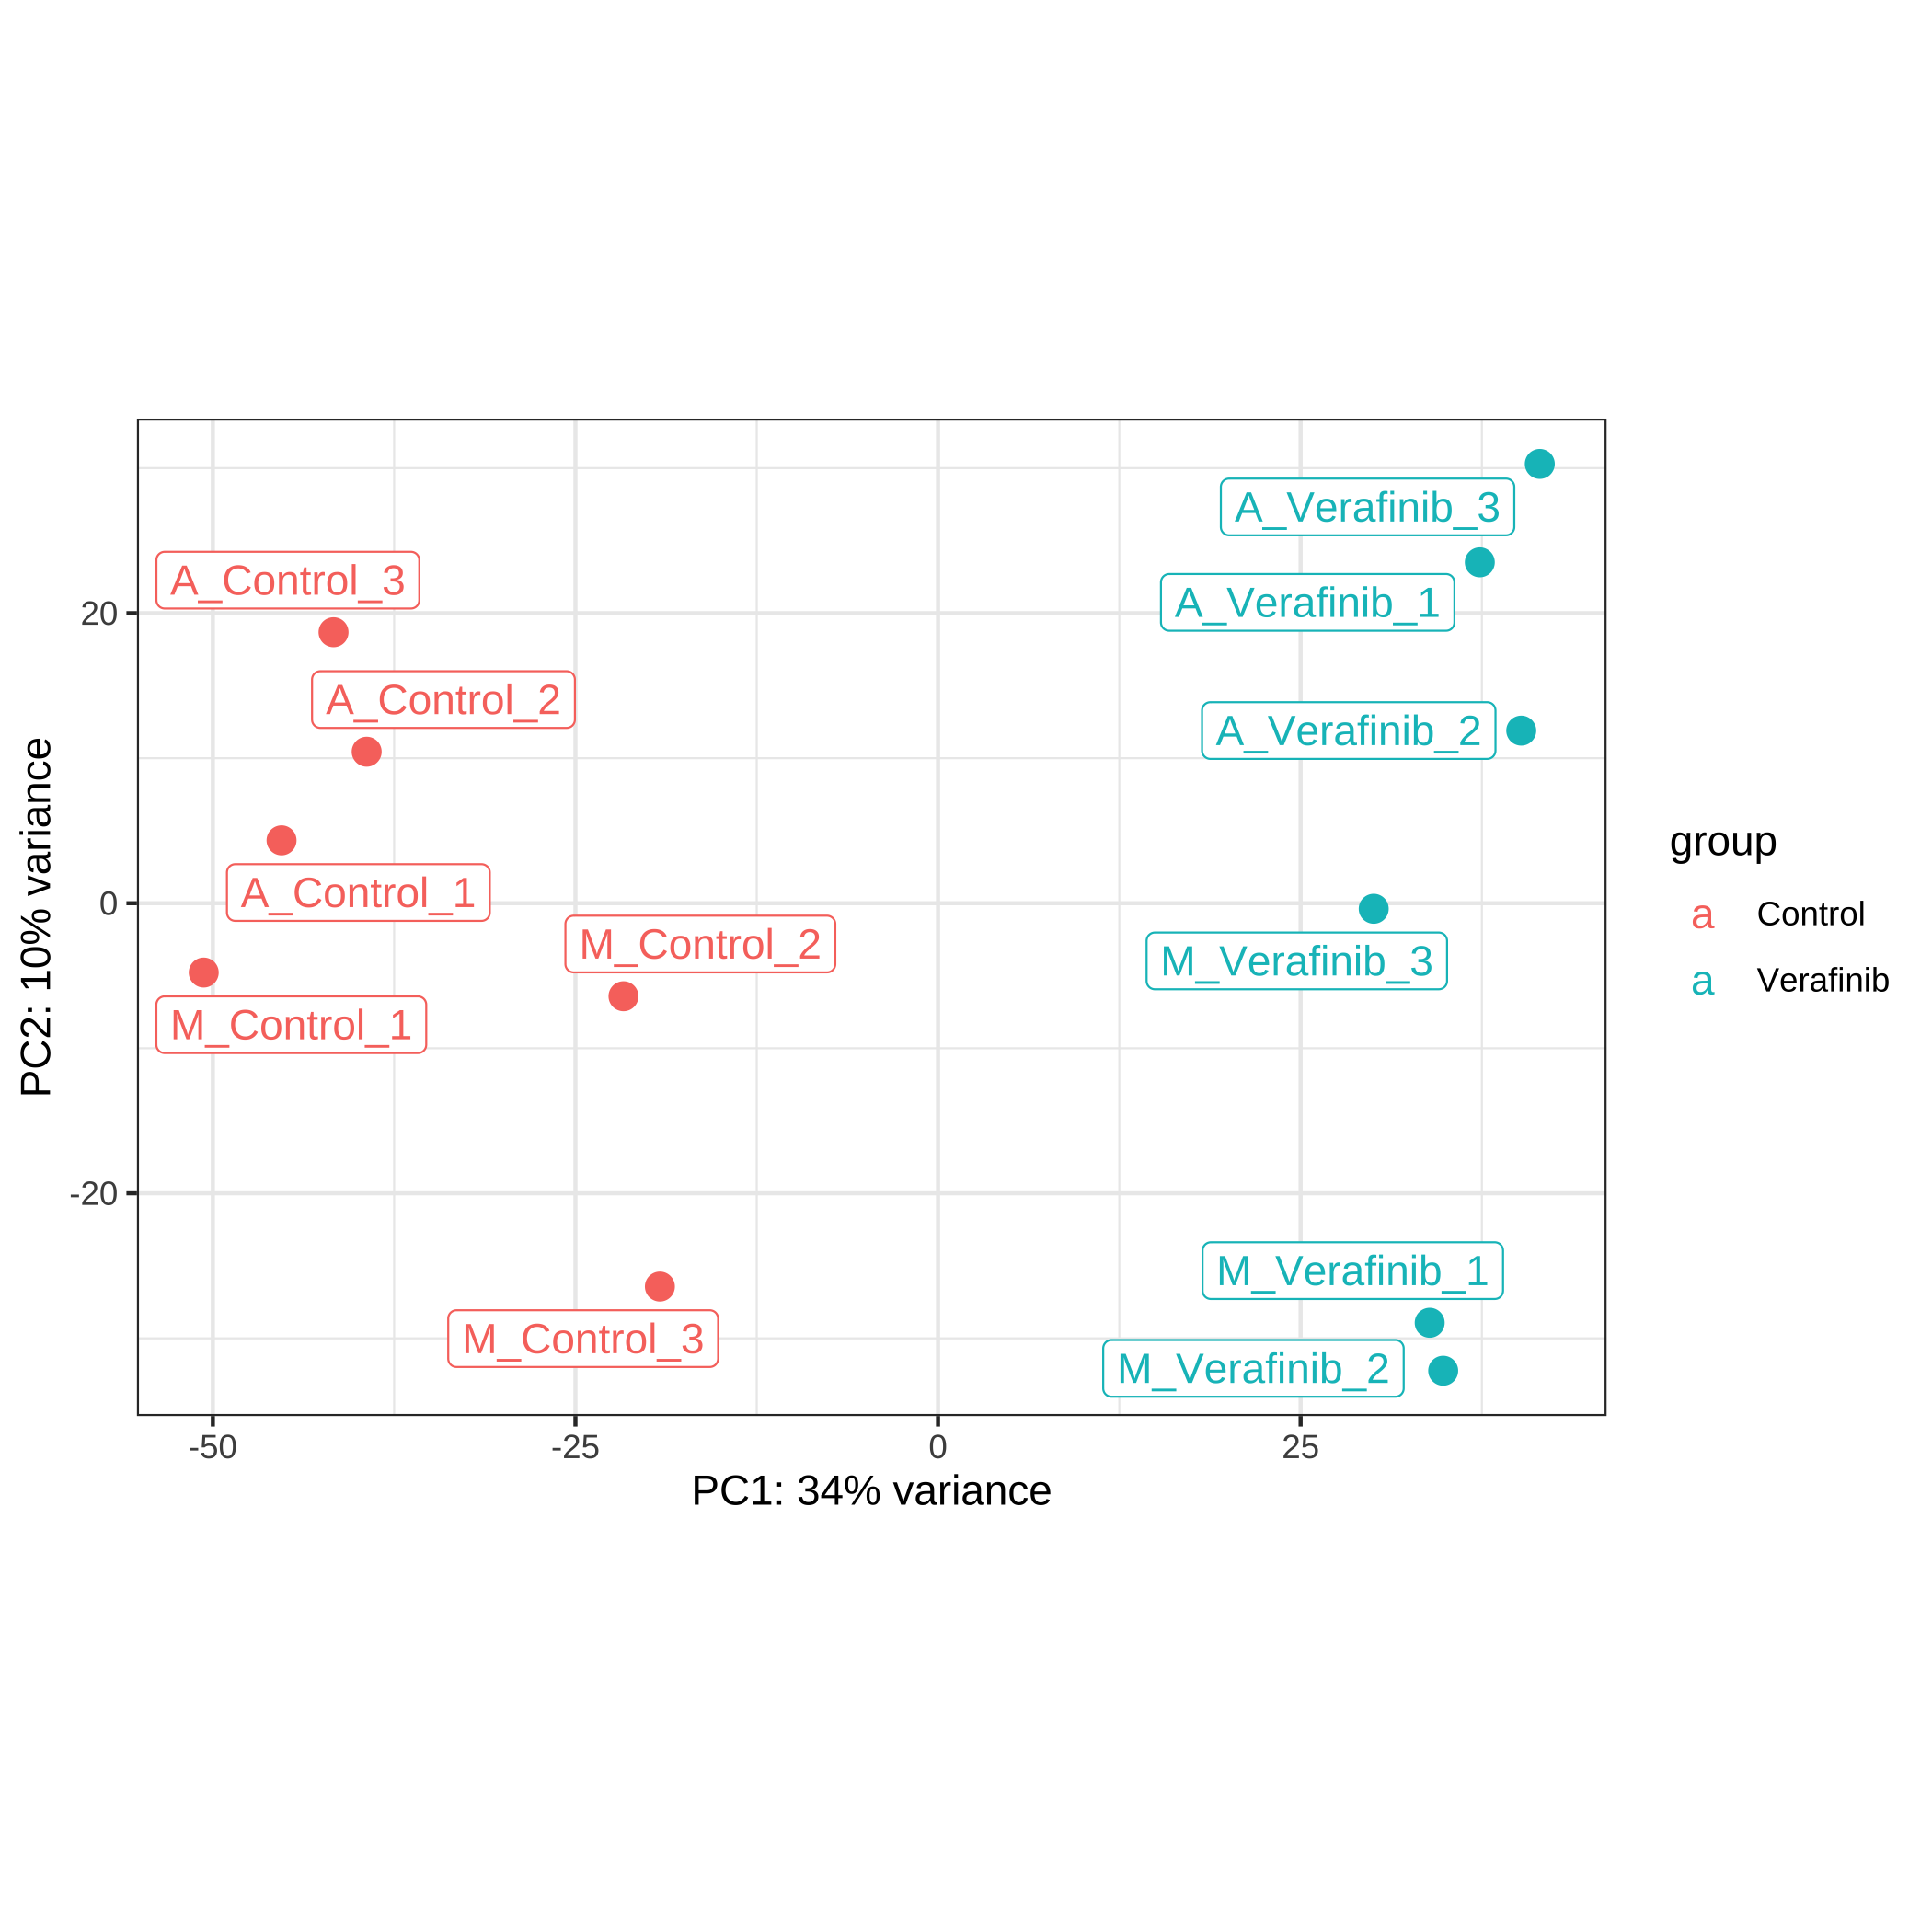 A_Verafinib_3
A_Control_3
A_Verafinib_1
20
A_Control_2
A_Verafinib_2
A_Control_1
0
M_Control_2
M_Verafinib_3
M_Control_1
-20
M_Verafinib_1
M_Control_3
M_Verafinib_2
PC2: 10% variance
-50
-25
0
25
PC1: 34% variance
group
a Control
a Verafinib